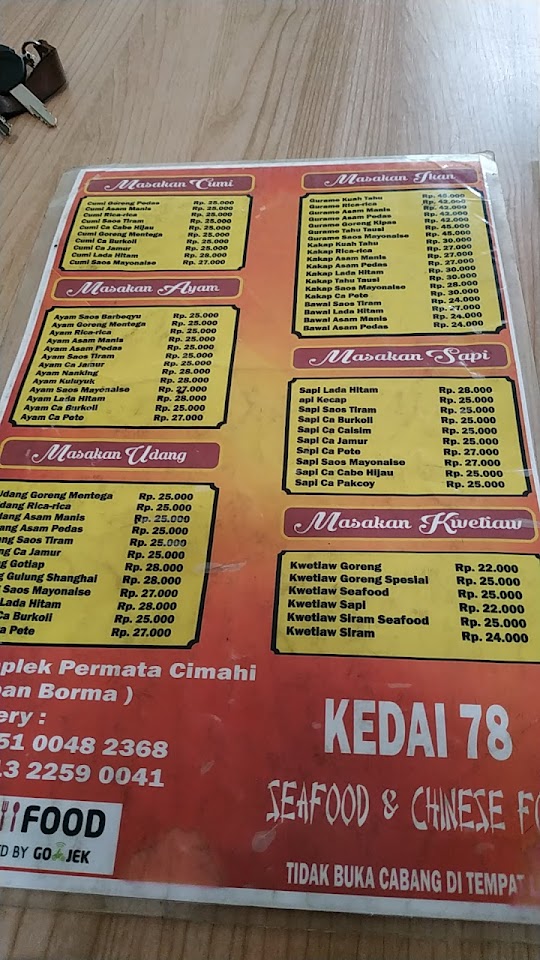 Masakan Cumi
Cumi Goreng Pedas Rp. 25.000
Cumi Asam Manis Rp. 25.000
Cumi Rica-rica Rp. 25.000
Cumi Saos Tiram Rp. 25.000
Cumi Ca Cabe Hijau Rp. 25.000
Cumi Goreng Mentega Rp. 25.000
Cumi Ca Burkoli Rp. 25.000
Cumi Ca Jamur Rp. 25.000
Cumi Lada Hitam Rp. 28.000
Cumi Saos Mayonaise Rp. 27.000
Masakan Ayam
Ayam Saos Barbeqyu Rp. 25.000
Ayam Goreng Mentega Rp. 25.000
Ayam Rica-rica Rp. 25.000
Ayam Asam Manis Rp. 25.000
Ayam Asam Pedas Rp. 25.000
Ayam Saos Tiram Rp. 25.000
Ayam Ca Jamur Rp. 25.000
Ayam Nanking Rp. 28.000
Ayam Kuluyuk Rp. 28.000
Ayam Saos Mayonaise Rp. 27.000
Ayam Lada Hitam Rp. 28.000
Ayam Ca Burkoli Rp. 25.000
Ayam Ca Pete Rp. 27.000
Masakan Udang
Udang Goreng Mentega Rp. 25.000
dang Rica-rica Rp. 25.000
dang Asam Manis Rp. 25.000
ang Asam Pedas Rp. 25.000
ang Saos Tiram Rp. 25.000
ng Ca Jamur Rp. 25.000
ng Gotiap Rp. 28.000
g Gulung Shanghai Rp. 28.000
g Saos Mayonaise Rp. 27.000
Lada Hitam Rp. 28.000
Ca Burkoli Rp. 25.000
a Pete Rp. 27.000
Masakan Ikan
Gurame Kuah Tahu Rp. 45.000
Gurame Rica-rica Rp. 42.000
Gurame Asam Manis Rp. 42.000
Gurame Asam Pedas Rp. 42.000
Gurame Goreng Kipas Rp. 42.000
Gurame Tahu Tausi Rp. 45.000
Gurame Saos Mayonaise Rp. 45.000
Kakap Kuah Tahu Rp. 30.000
Kakap Rica-rica Rp. 27.000
Kakap Asam Manis Rp. 27.000
Kakap Asam Pedas Rp. 27.000
Kakap Lada Hitam Rp. 30.000
Kakap Tahu Tausi Rp. 30.000
Kakap Saos Mayonaise Rp. 28.000
Kakap Ca Pete Rp. 30.000
Bawal Saos Tiram Rp. 24.000
Bawal Lada Hitam Rp. 27.000
Bawal Asam Manis Rp. 24.000
Bawal Asam Pedas Rp. 24.000
Masakan Sapi
Sapi Lada Hitam Rp. 28.000
api Kecap Rp. 25.000
Sapi Saos Tiram Rp. 25.000
Sapi Ca Burkoli Rp. 25.000
Sapi Ca Caisim Rp. 25.000
Sapi Ca Jamur Rp. 25.000
Sapi Ca Pete Rp. 27.000
Sapi Saos Mayonaise Rp. 27.000
Sapi Ca Cabe Hijau Rp. 25.000
Sapi Ca Pakcoy Rp. 25.000
Masakan Kwetiaw
Kwetiaw Goreng Rp. 22.000
Kwetiaw Goreng Spesial Rp. 25.000
Kwetiaw Seafood Rp. 25.000
Kwetiaw Sapi Rp. 22.000
Kwetiaw Siram Seafood Rp. 25.000
Kwetiaw Siram Rp. 24.000
plek Permata Cimahi
pan Borma )
ery :
51 0048 2368
13 2259 0041
FOOD
D BY GO JEK
KEDAI 78
SEAFOOD & CHINESE FO
TIDAK BUKA CABANG DI TEMPAT